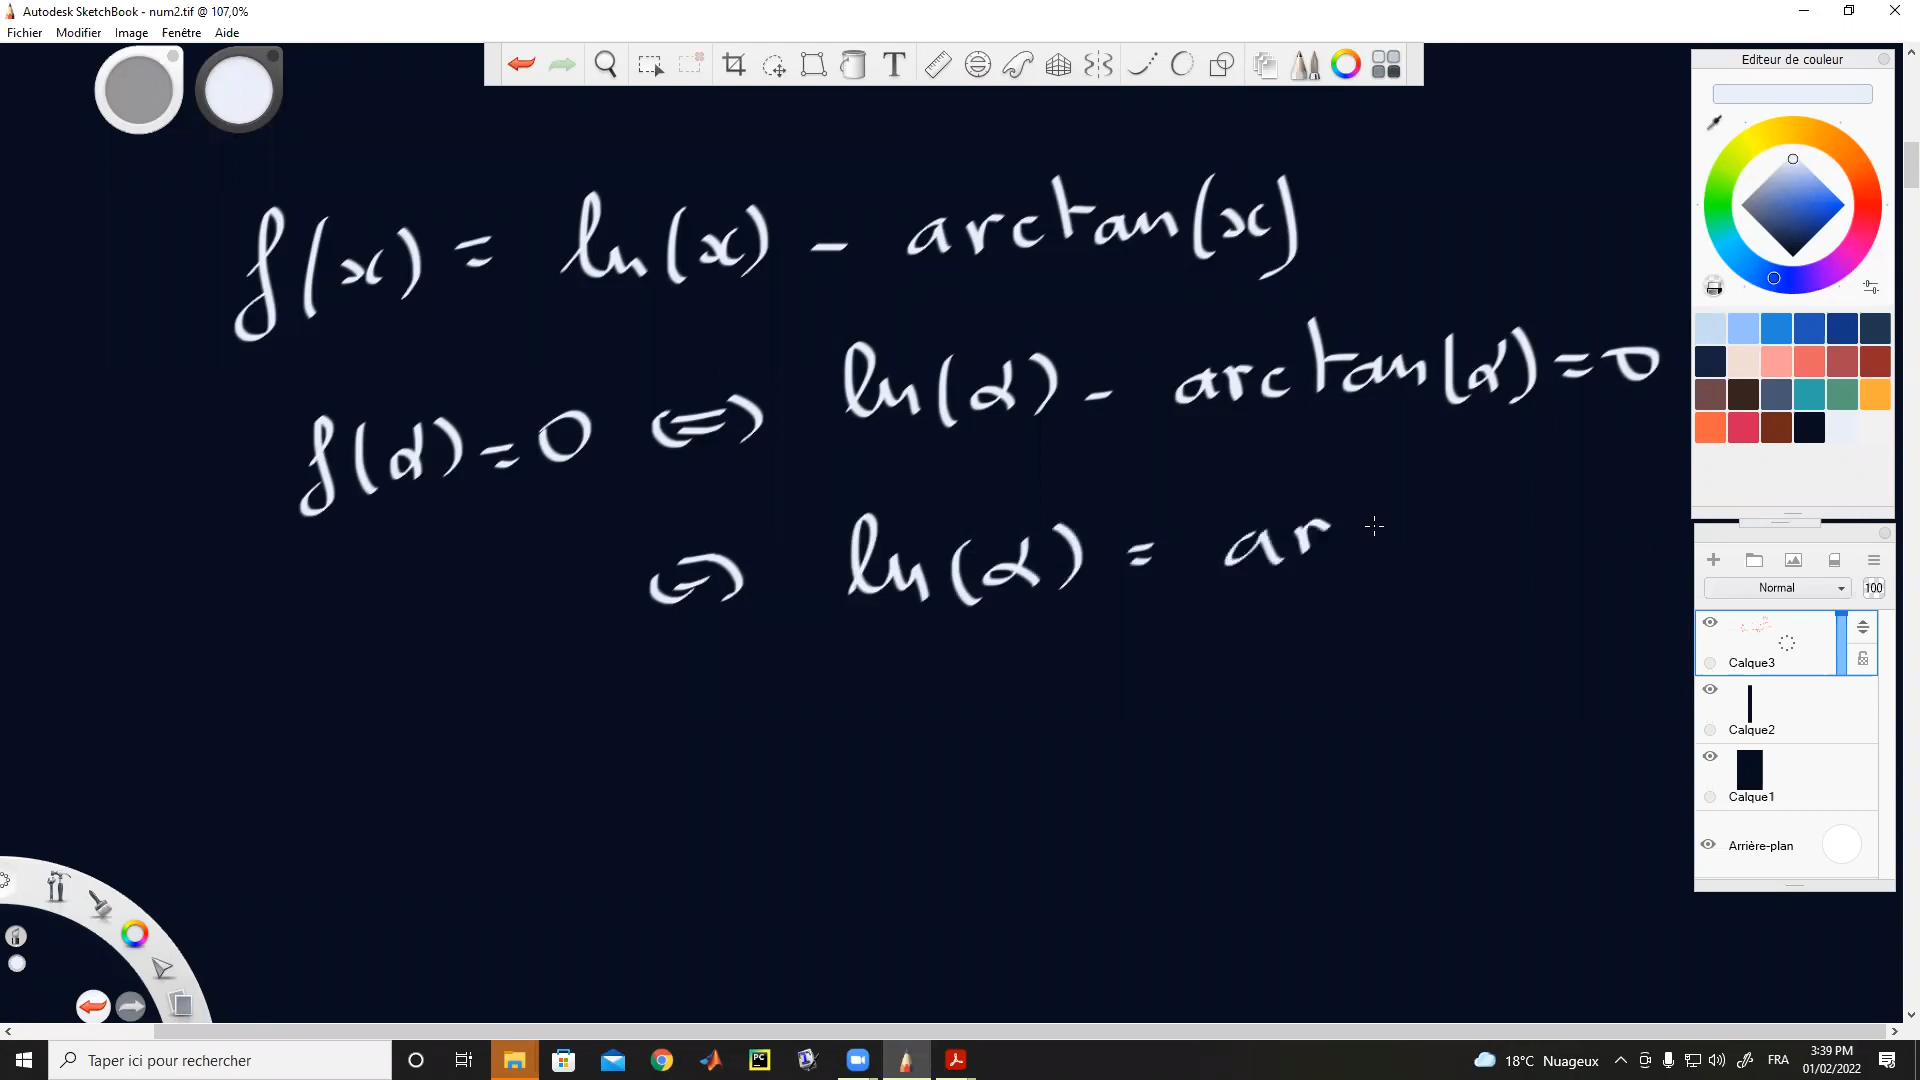 Autodesk SketchBook - num2.tif @ 107,0%
Fichier Modifier Image Fenêtre Aide
T
Editeur de couleur
f(x) = ln(x) - arctan(x)
f(α)=0 <=> ln(α) - arctan(α)=0
<=> ln(α) = ar
Normal 100
Calque3
Calque2
Calque1
Arrière-plan
Taper ici pour rechercher
PC
18°C Nuageux
FRA
3:39 PM
01/02/2022